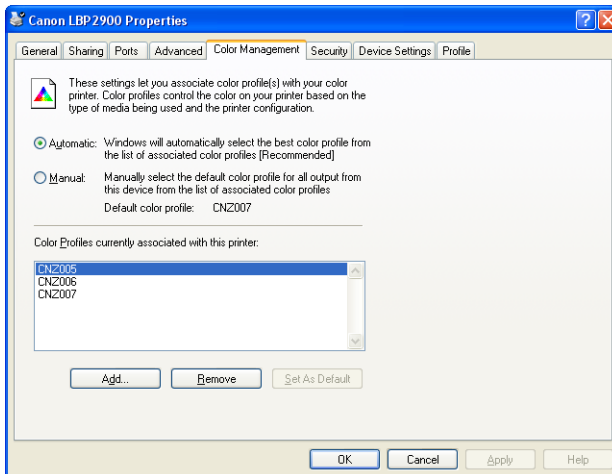 Canon LBP2900 Properties
General Sharing Ports Advanced Color Management Security Device Settings Profile
These settings let you associate color profile(s) with your color
printer. Color profiles control the color on your printer based on the
type of media being used and the printer configuration.
Automatic: Windows will automatically select the best color profile from
the list of associated color profiles [Recommended]
Manual: Manually select the default color profile for all output from
this device from the list of associated color profiles
Default color profile: CNZ007
Color Profiles currently associated with this printer:
CNZ005
CNZ006
CNZ007
Add... Remove Set As Default
OK Cancel Apply Help